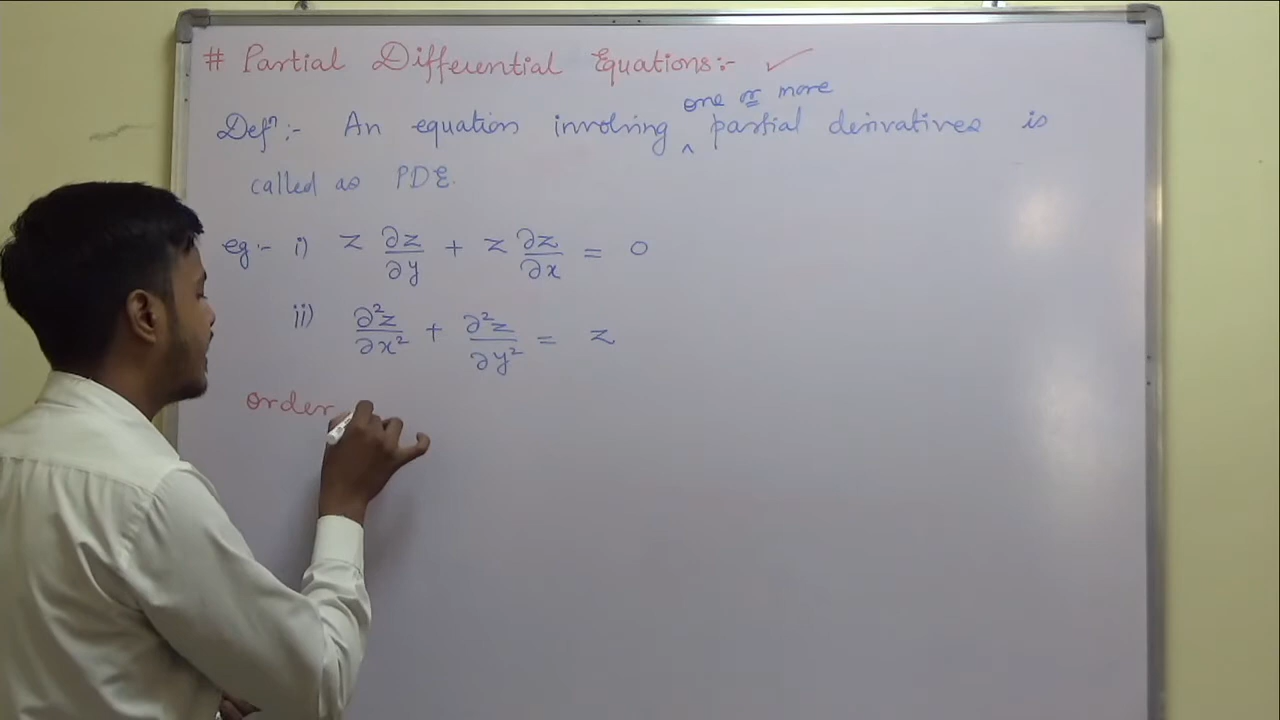 # Partial Differential Equations:- ✓
one or more
Defⁿ:- An equation involving ^ partial derivatives is
called as PDE.
eg:- i) z ∂z/∂y + z ∂z/∂x = 0
ii) ∂²z/∂x² + ∂²z/∂y² = z
order